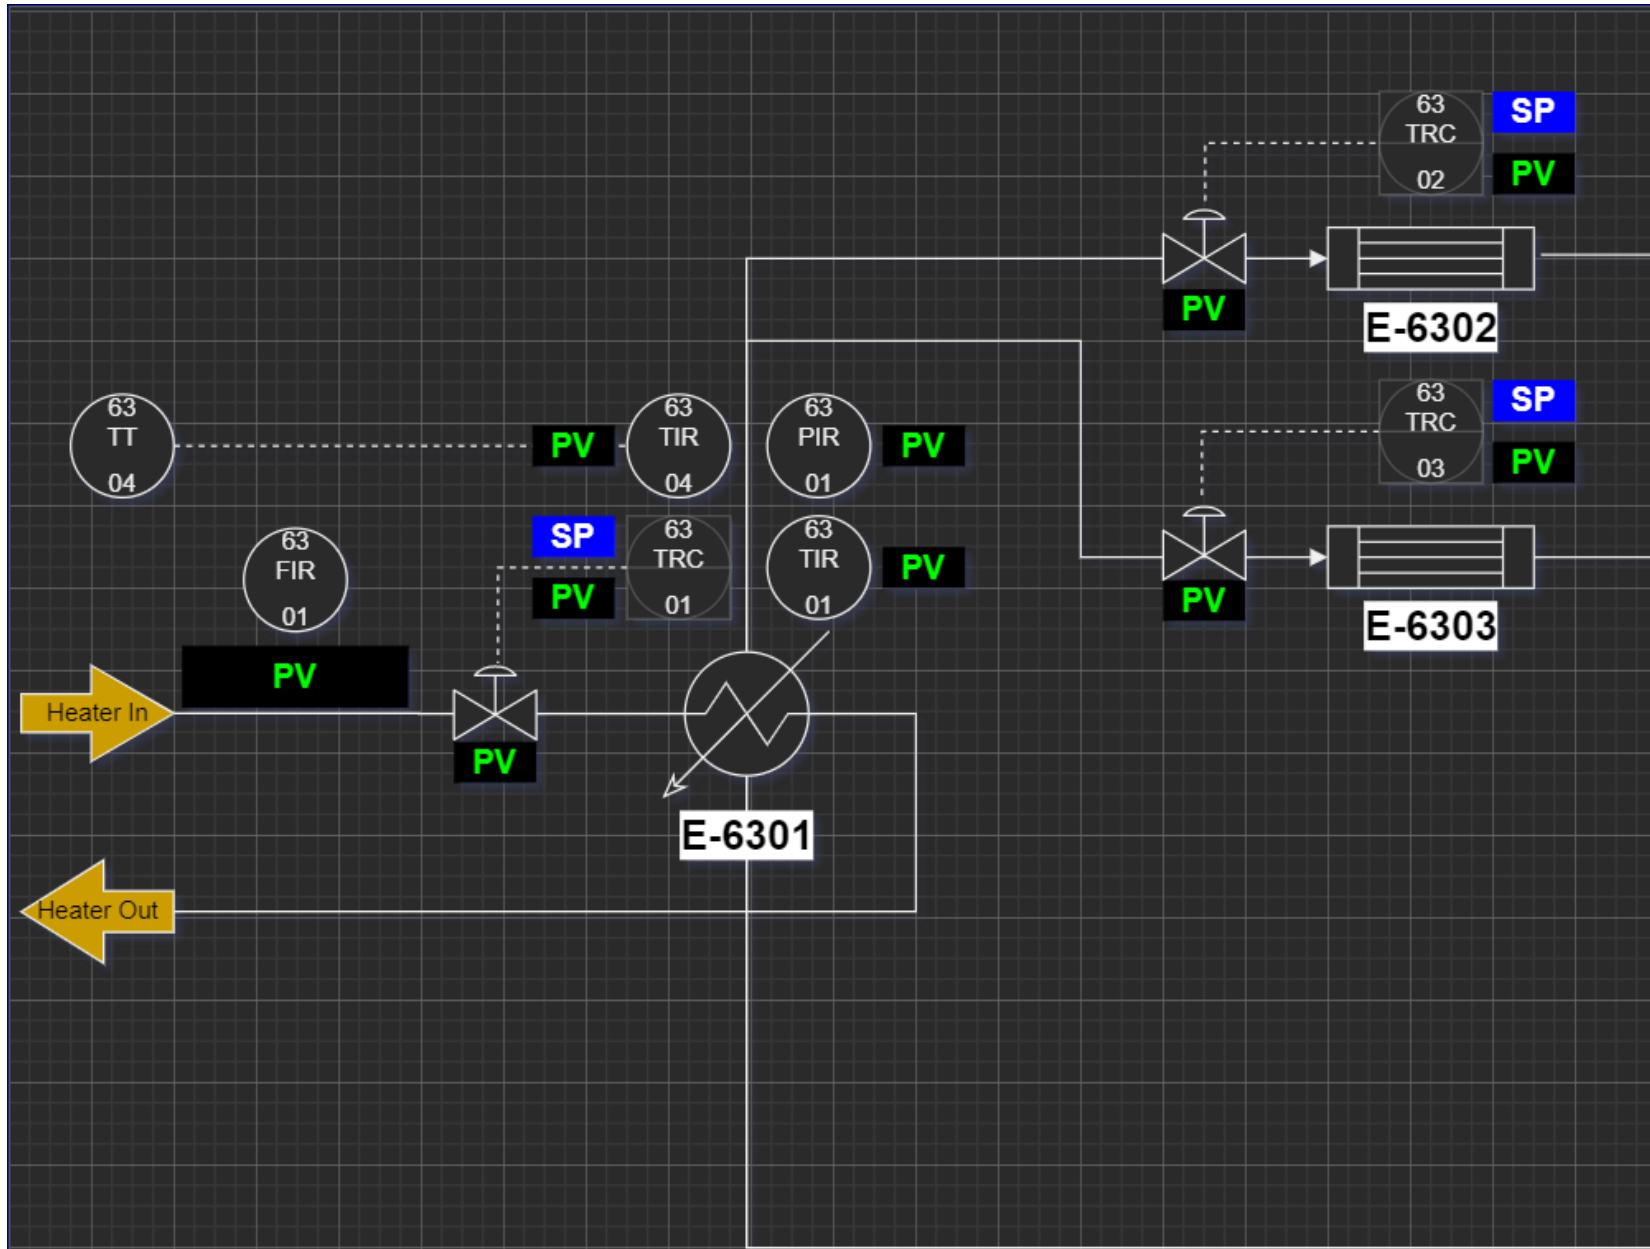 63
TRC
02
SP
PV
PV
E-6302
63
TT
04
PV
63
TIR
04
63
PIR
01
PV
63
TRC
03
SP
PV
63
FIR
01
PV
SP
PV
63
TRC
01
63
TIR
01
PV
PV
E-6303
Heater In
PV
E-6301
Heater Out